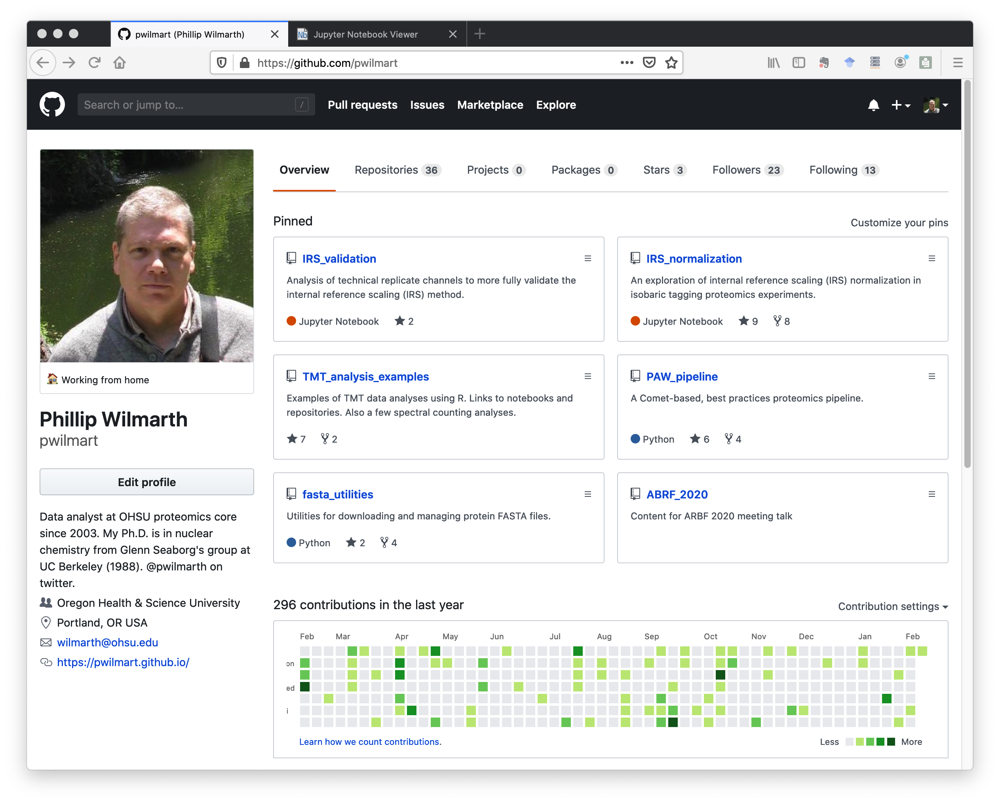 pwilmart (Phillip Wilmarth)
Jupyter Notebook Viewer
https://github.com/pwilmart
Search or jump to...
/
Pull requests
Issues
Marketplace
Explore
Overview
Repositories 36
Projects 0
Packages 0
Stars 3
Followers 23
Following 13
Working from home
Phillip Wilmarth
pwilmart
Edit profile
Data analyst at OHSU proteomics core
since 2003. My Ph.D. is in nuclear
chemistry from Glenn Seaborg's group at
UC Berkeley (1988). @pwilmarth on
twitter.
Oregon Health & Science University
Portland, OR USA
wilmarth@ohsu.edu
https://pwilmart.github.io/
Pinned
Customize your pins
IRS_validation
Analysis of technical replicate channels to more fully validate the
internal reference scaling (IRS) method.
Jupyter Notebook 2
IRS_normalization
An exploration of internal reference scaling (IRS) normalization in
isobaric tagging proteomics experiments.
Jupyter Notebook 9 8
TMT_analysis_examples
Examples of TMT data analyses using R. Links to notebooks and
repositories. Also a few spectral counting analyses.
7 2
PAW_pipeline
A Comet-based, best practices proteomics pipeline.
Python 6 4
fasta_utilities
Utilities for downloading and managing protein FASTA files.
Python 2 4
ABRF_2020
Content for ARBF 2020 meeting talk
296 contributions in the last year
Contribution settings
Feb Mar Apr May Jun Jul Aug Sep Oct Nov Dec Jan Feb
on
ed
i
Learn how we count contributions.
Less
More